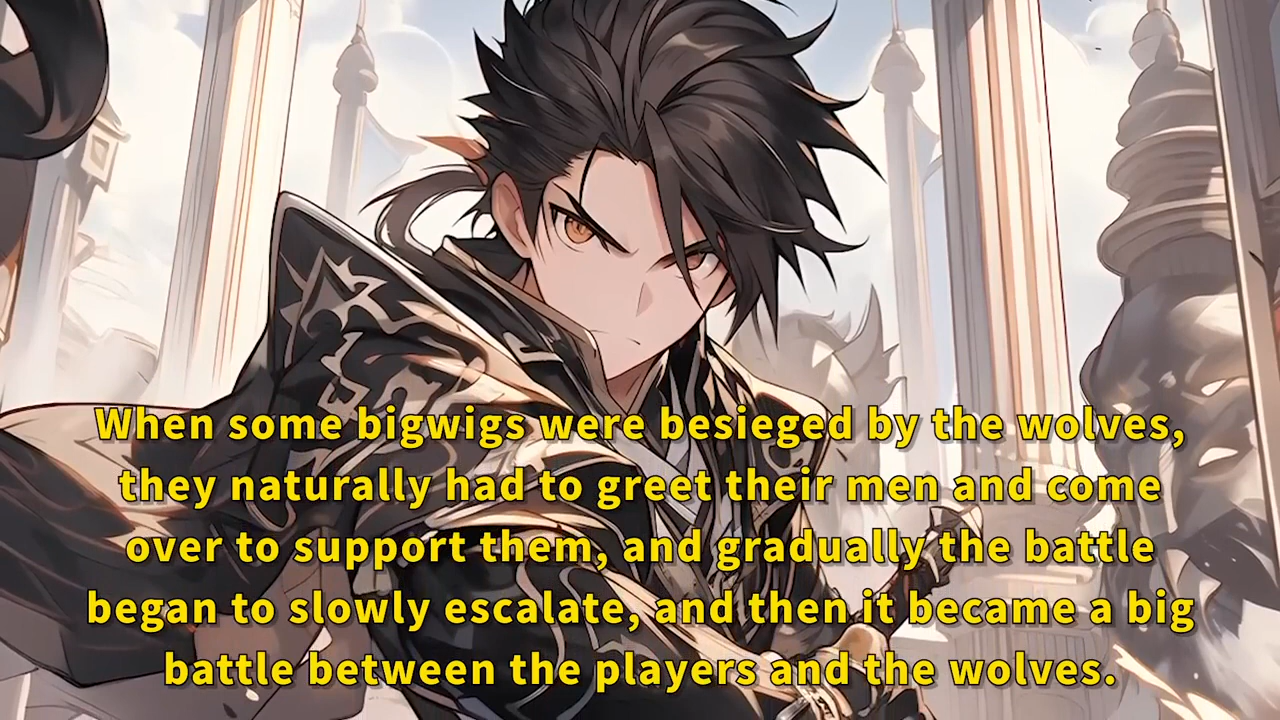 When some bigwigs were besieged by the wolves,
they naturally had to greet their men and come
over to support them, and gradually the battle
began to slowly escalate, and then it became a big
battle between the players and the wolves.